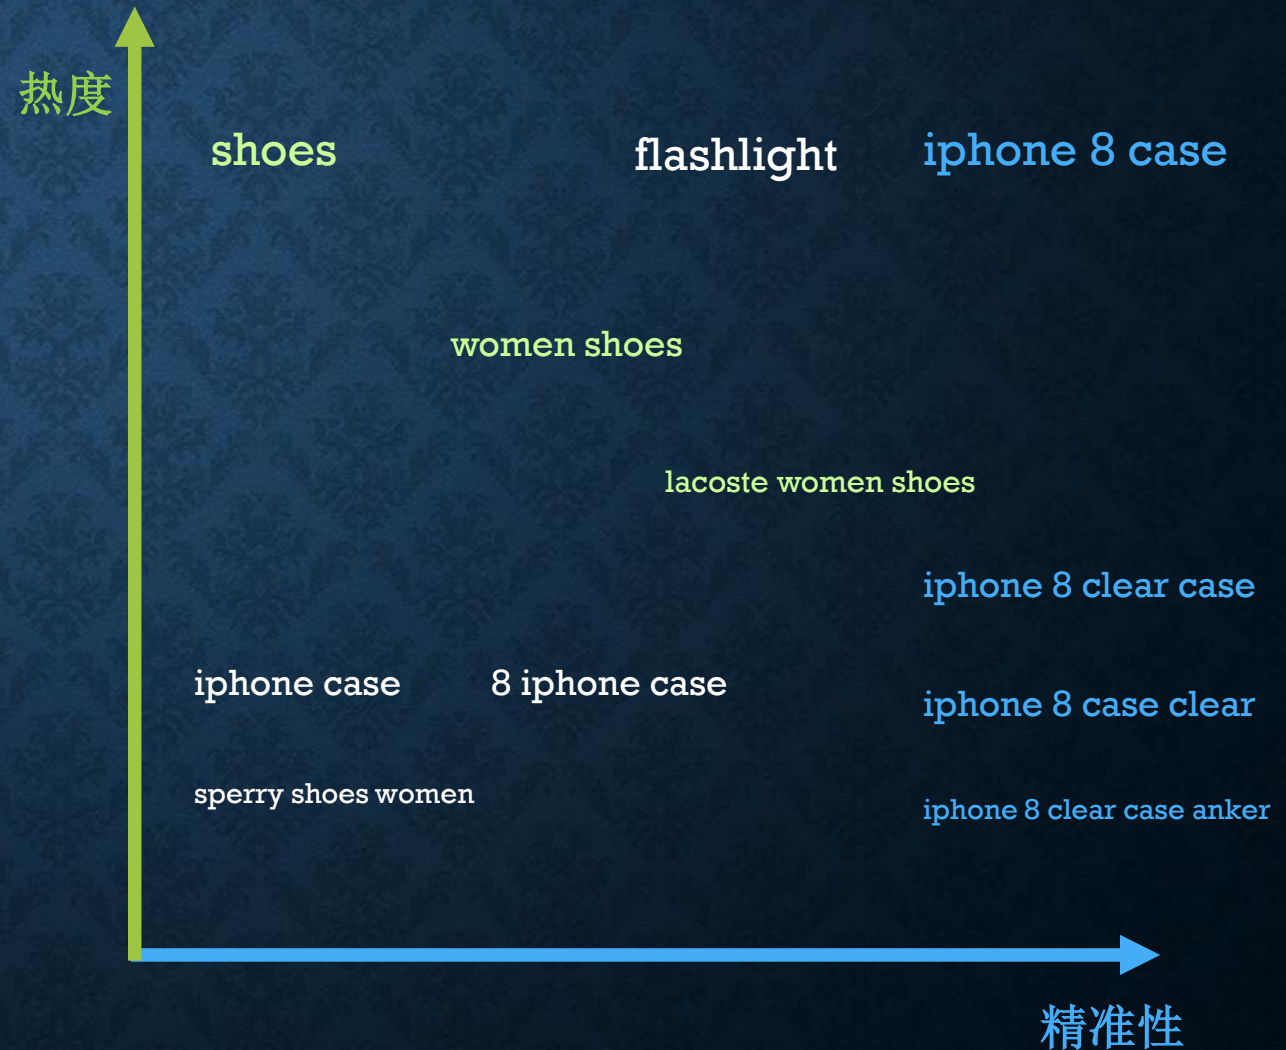 热度
shoes
flashlight
iphone 8 case
women shoes
lacoste women shoes
iphone 8 clear case
iphone case
8 iphone case
iphone 8 case clear
sperry shoes women
iphone 8 clear case anker
精准性